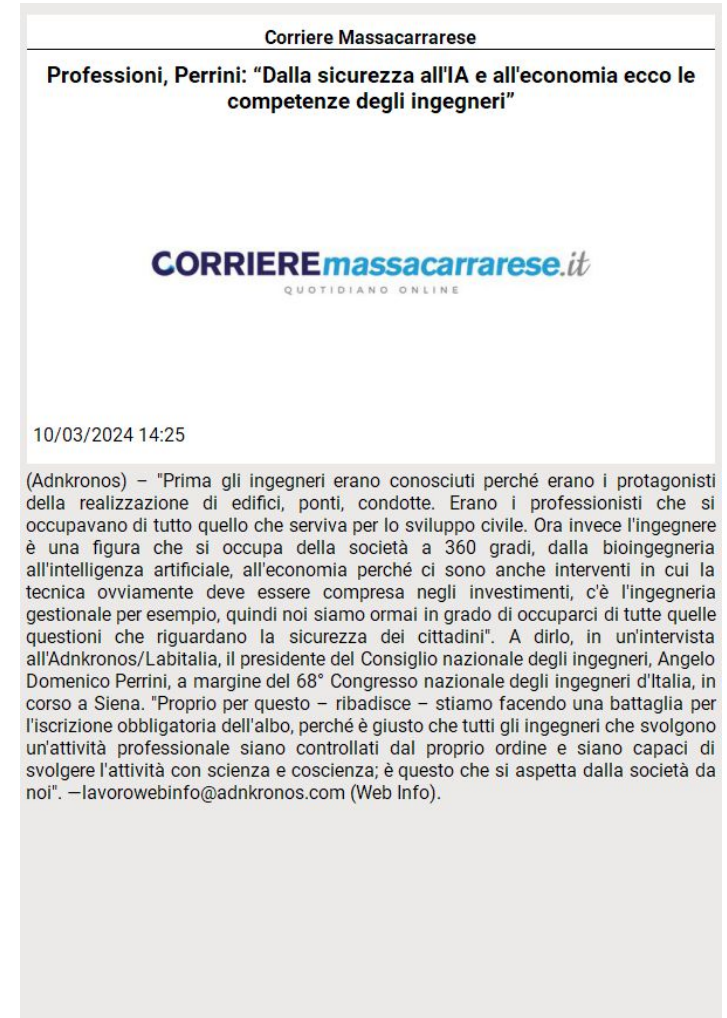 Corriere Massacarrarese
Professioni, Perrini: “Dalla sicurezza all'IA e all'economia ecco le
competenze degli ingegneri”
CORRIEREmassacarrarese.it
QUOTIDIANO ONLINE
10/03/2024 14:25
(Adnkronos) – "Prima gli ingegneri erano conosciuti perché erano i protagonisti
della realizzazione di edifici, ponti, condotte. Erano i professionisti che si
occupavano di tutto quello che serviva per lo sviluppo civile. Ora invece l'ingegnere
è una figura che si occupa della società a 360 gradi, dalla bioingegneria
all'intelligenza artificiale, all'economia perché ci sono anche interventi in cui la
tecnica ovviamente deve essere compresa negli investimenti, c'è l'ingegneria
gestionale per esempio, quindi noi siamo ormai in grado di occuparci di tutte quelle
questioni che riguardano la sicurezza dei cittadini". A dirlo, in un'intervista
all'Adnkronos/Labitalia, il presidente del Consiglio nazionale degli ingegneri, Angelo
Domenico Perrini, a margine del 68° Congresso nazionale degli ingegneri d'Italia, in
corso a Siena. "Proprio per questo – ribadisce – stiamo facendo una battaglia per
l'iscrizione obbligatoria dell'albo, perché è giusto che tutti gli ingegneri che svolgono
un'attività professionale siano controllati dal proprio ordine e siano capaci di
svolgere l'attività con scienza e coscienza; è questo che si aspetta dalla società da
noi". —lavorowebinfo@adnkronos.com (Web Info).